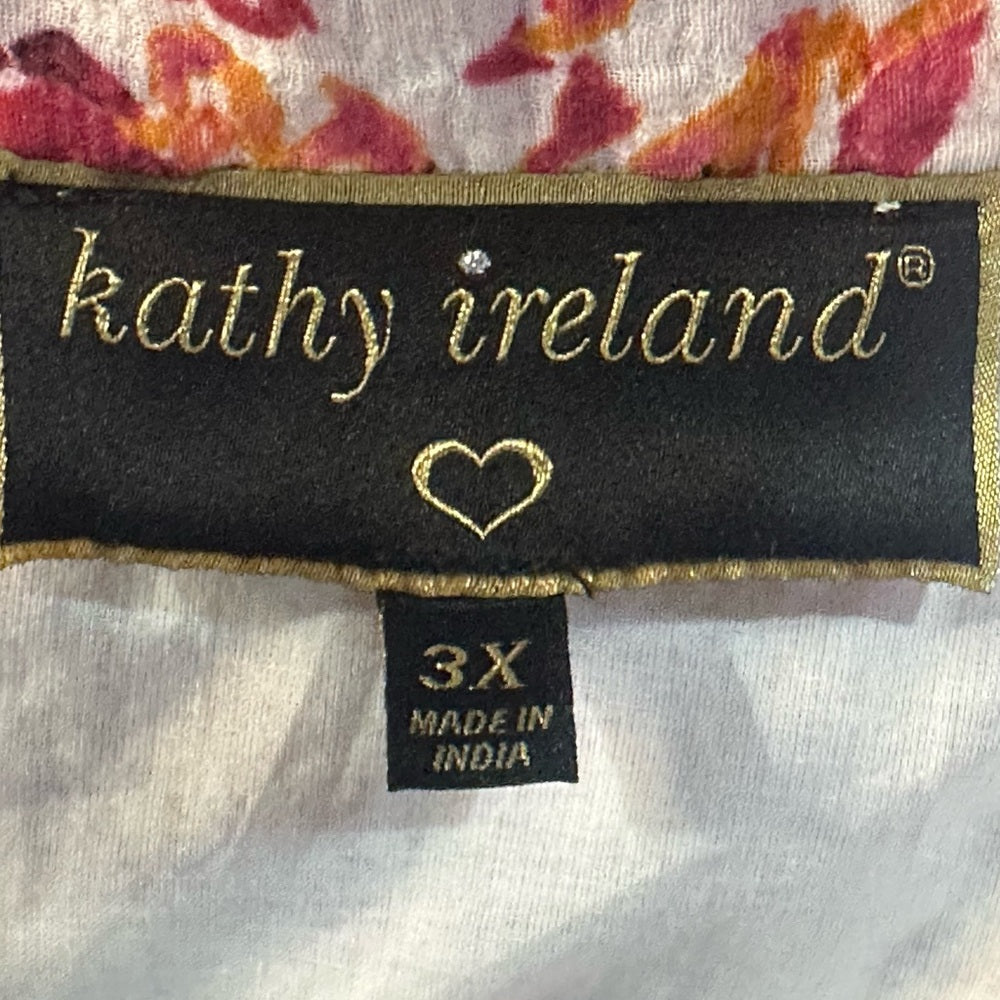 kathy ireland®
3X
MADE IN
INDIA